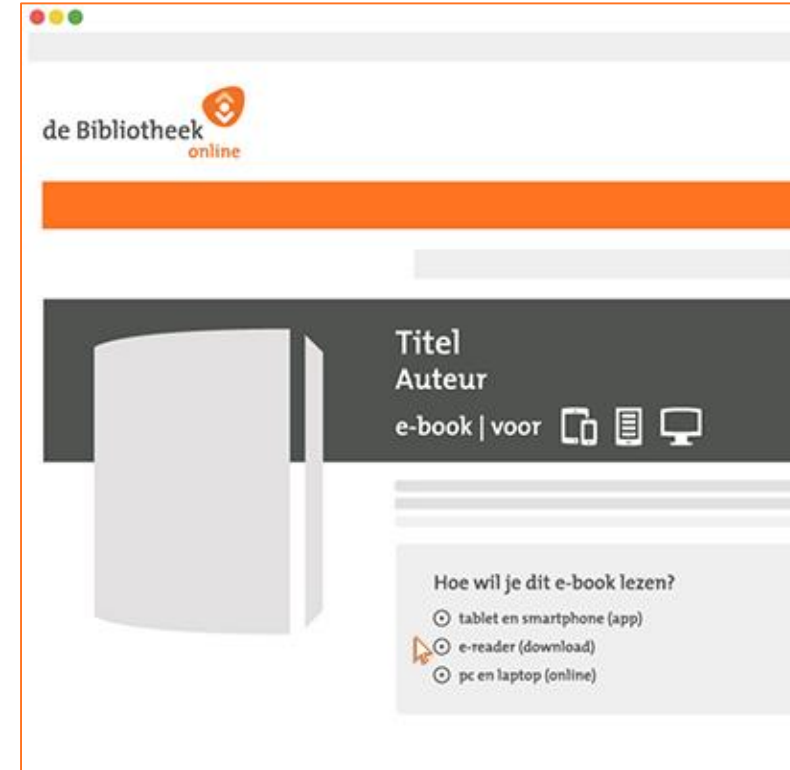 de Bibliotheek
online
Titel
Auteur
e-book | voor
Hoe wil je dit e-book lezen?
tablet en smartphone (app)
e-reader (download)
pc en laptop (online)